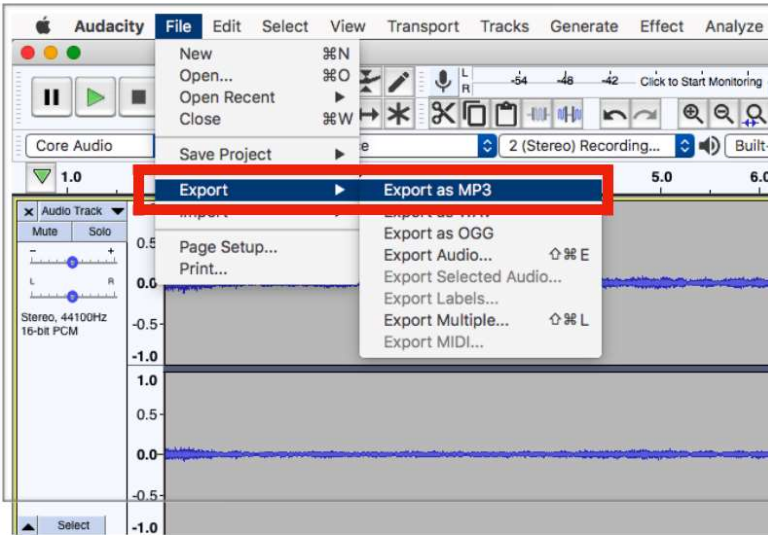 Audacity File Edit Select View Transport Tracks Generate Effect Analyze
New ⌘N
Open... ⌘O
Open Recent ▶
Close ⌘W
Save Project ▶
Export ▶
Page Setup...
Print...
Export as MP3
Export as OGG
Export Audio... ⇧⌘E
Export Selected Audio...
Export Labels...
Export Multiple... ⇧⌘L
Export MIDI...
L
R
-54 -48 -42 Click to Start Monitoring
Core Audio
2 (Stereo) Recording...
Built-
1.0
5.0
6.0
Audio Track
Mute Solo
- +
L R
Stereo, 44100Hz
16-bit PCM
0.5
0.0
-0.5
-1.0
1.0
0.5
0.0
-0.5
-1.0
Select